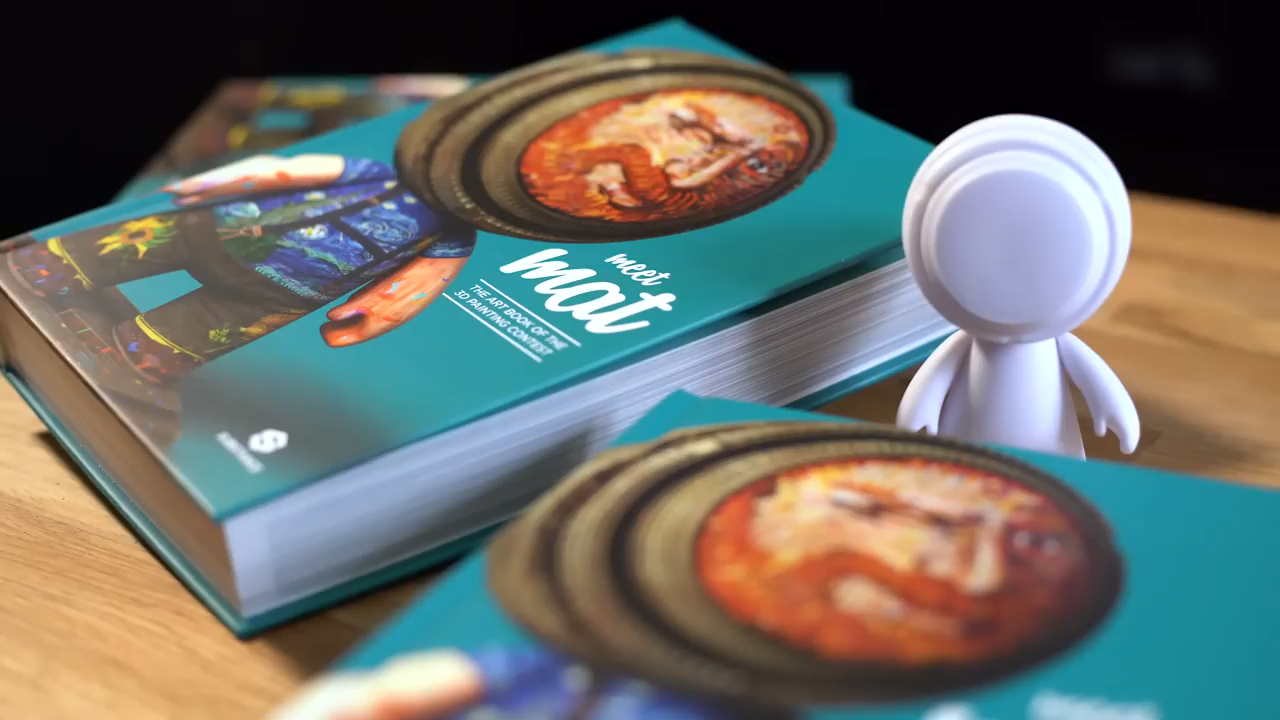 meet
mat
THE ART BOOK OF THE
3D PAINTING CONTEST